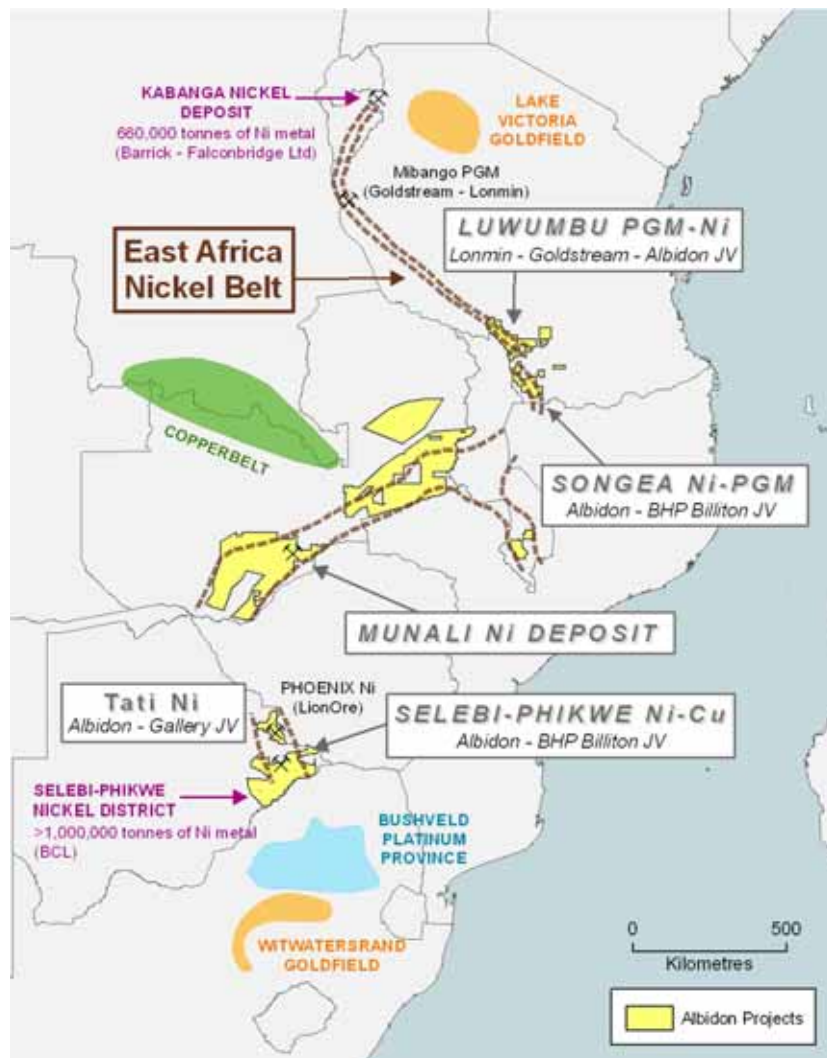 KABANGA NICKEL
DEPOSIT
660,000 tonnes of Ni metal
(Barrick - Falconbridge Ltd)
LAKE
VICTORIA
GOLDFIELD
Mibango PGM
(Goldstream - Lonmin)
LUWUMBU PGM-Ni
Lonmin - Goldstream - Albidon JV
East Africa
Nickel Belt
COPPERBELT
SONGEA Ni-PGM
Albidon - BHP Billiton JV
MUNALI Ni DEPOSIT
Tati Ni
Albidon - Gallery JV
PHOENIX Ni
(LionOre)
SELEBI-PHIKWE Ni-Cu
Albidon - BHP Billiton JV
SELEBI-PHIKWE
NICKEL DISTRICT
>1,000,000 tonnes of Ni metal
(BCL)
BUSHVELD
PLATINUM
PROVINCE
WITWATERSRAND
GOLDFIELD
0 500
Kilometres
Albidon Projects